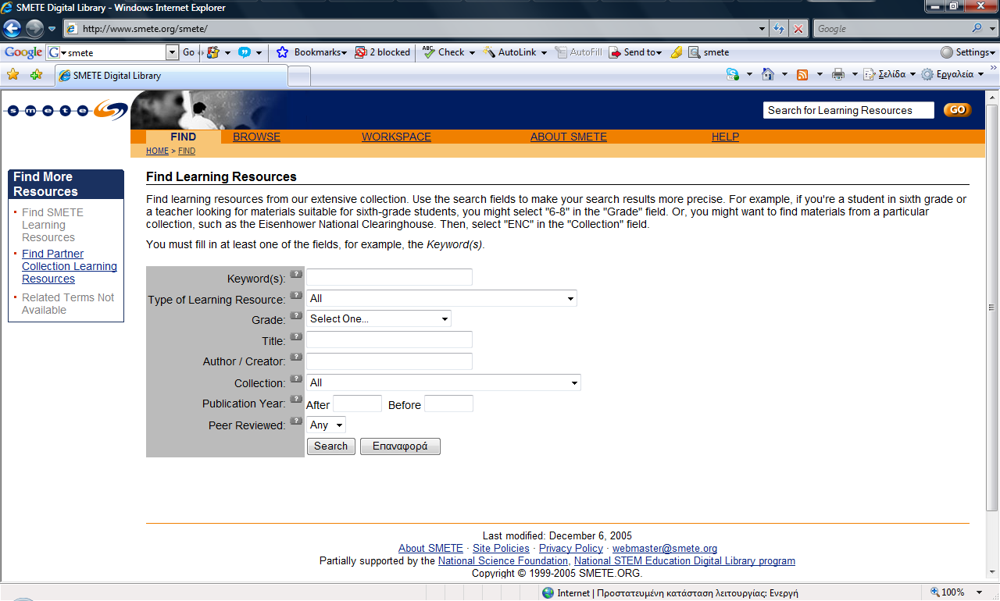 SMETE Digital Library - Windows Internet Explorer
http://www.smete.org/smete/
Google
Google G smete Go Bookmarks 2 blocked ABC Check AutoLink AutoFill Send to smete Settings
SMETE Digital Library
Σελίδα Εργαλεία
smete
Search for Learning Resources GO
FIND BROWSE WORKSPACE ABOUT SMETE HELP
HOME > FIND
Find More
Resources
Find SMETE
Learning
Resources
Find Partner
Collection Learning
Resources
Related Terms Not
Available
Find Learning Resources
Find learning resources from our extensive collection. Use the search fields to make your search results more precise. For example, if you're a student in sixth grade or
a teacher looking for materials suitable for sixth-grade students, you might select "6-8" in the "Grade" field. Or, you might want to find materials from a particular
collection, such as the Eisenhower National Clearinghouse. Then, select "ENC" in the "Collection" field.
You must fill in at least one of the fields, for example, the Keyword(s).
Keyword(s): ?
Type of Learning Resource: ? All
Grade: ? Select One...
Title: ?
Author / Creator: ?
Collection: ? All
Publication Year: ? After Before
Peer Reviewed: ? Any
Search Επαναφορά
Last modified: December 6, 2005
About SMETE · Site Policies · Privacy Policy · webmaster@smete.org
Partially supported by the National Science Foundation, National STEM Education Digital Library program
Copyright © 1999-2005 SMETE.ORG.
Internet | Προστατευμένη κατάσταση λειτουργίας: Ενεργή
100%